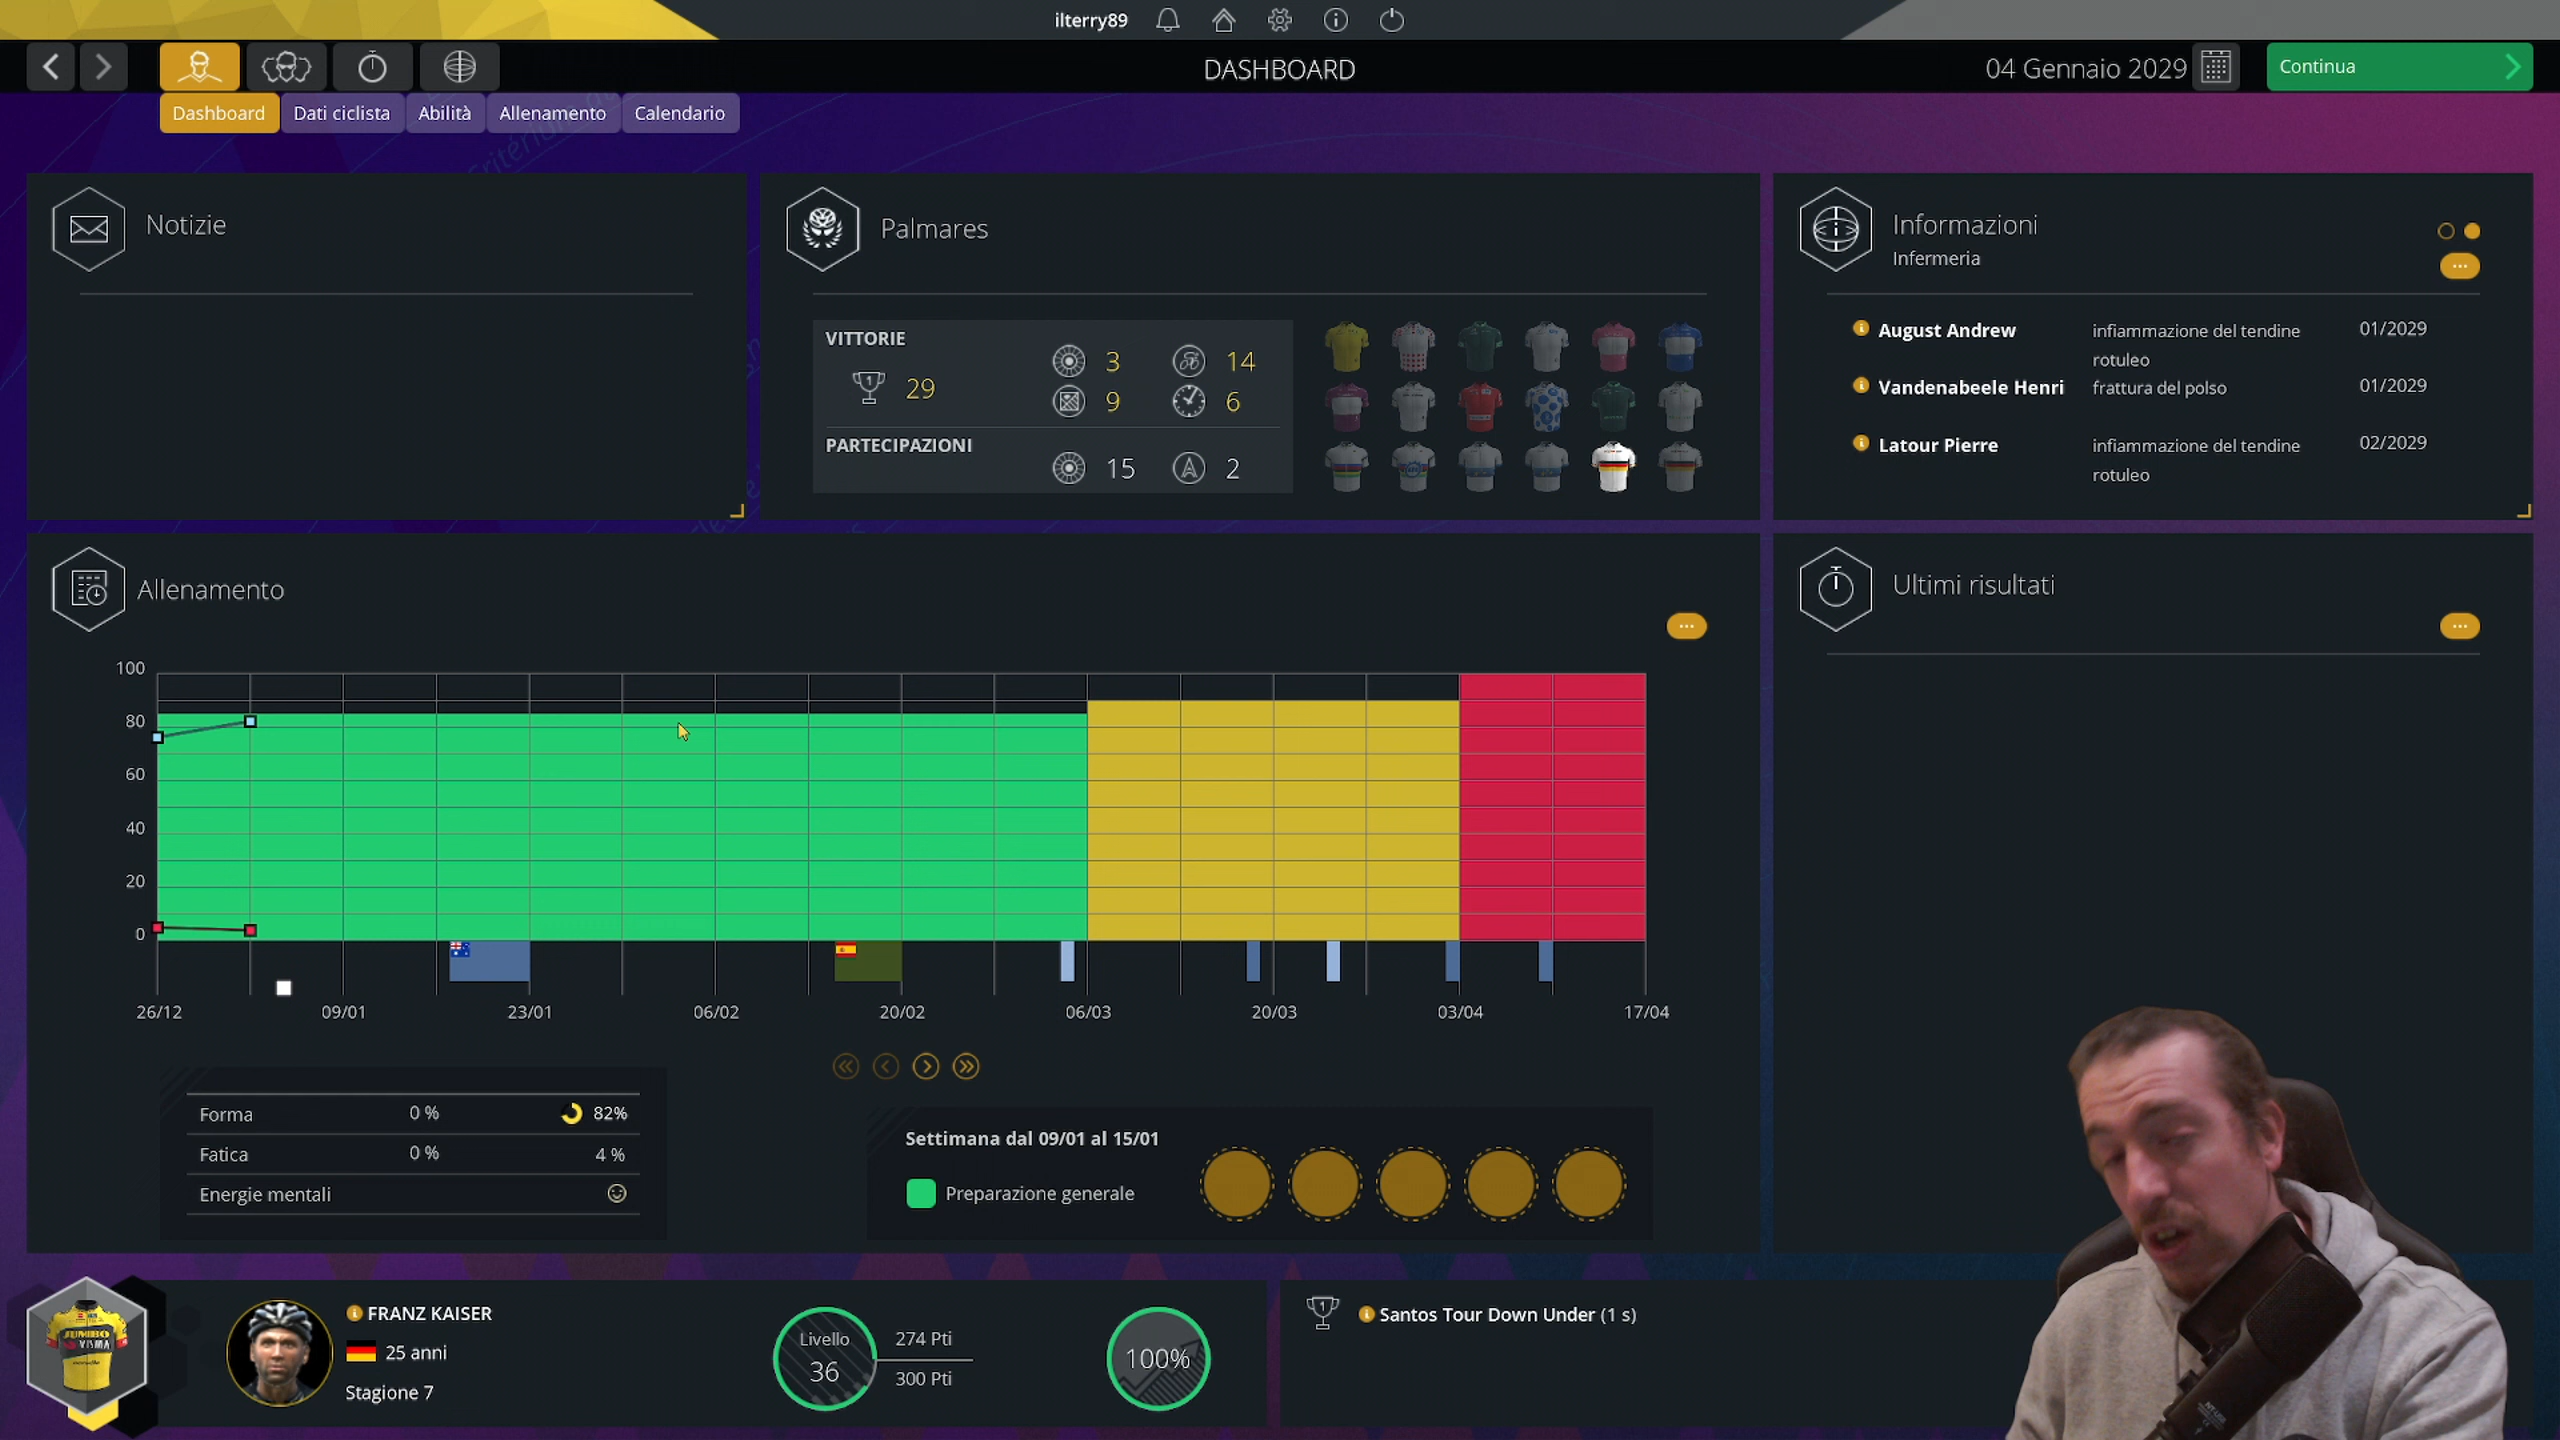 ilterry89
DASHBOARD
04 Gennaio 2029
Continua
Dashboard
Dati ciclista
Abilità
Allenamento
Calendario
Notizie
Palmares
VITTORIE
29
3
14
9
6
PARTECIPAZIONI
15
2
Informazioni
Infermeria
August Andrew infiammazione del tendine 01/2029
rotuleo
Vandenabeele Henri frattura del polso 01/2029
Latour Pierre infiammazione del tendine 02/2029
rotuleo
Allenamento
100
80
60
40
20
0
26/12 09/01 23/01 06/02 20/02 06/03 20/03 03/04 17/04
Forma 0 % 82%
Fatica 0 % 4 %
Energie mentali
Settimana dal 09/01 al 15/01
Preparazione generale
Ultimi risultati
JUMBO
VISMA
FRANZ KAISER
25 anni
Stagione 7
Livello
36
274 Pti
300 Pti
100%
Santos Tour Down Under (1 s)